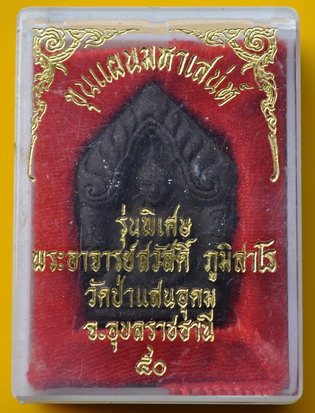 ขุนแผนมหาเสน่ห์
รุ่นพิเศษ
พระอาจารย์สวัสดิ์ ภูมิสาโร
วัดป่าแสนอุดม
จ.อุบลราชธานี
๕๐